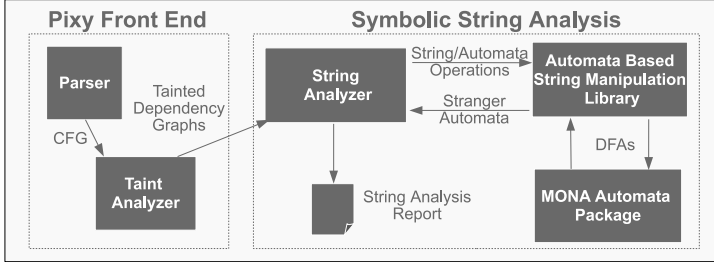 Pixy Front End
Symbolic String Analysis
Parser
CFG
Taint
Analyzer
Tainted
Dependency
Graphs
String
Analyzer
String/Automata
Operations
Stranger
Automata
Automata Based
String Manipulation
Library
DFAs
MONA Automata
Package
String Analysis
Report